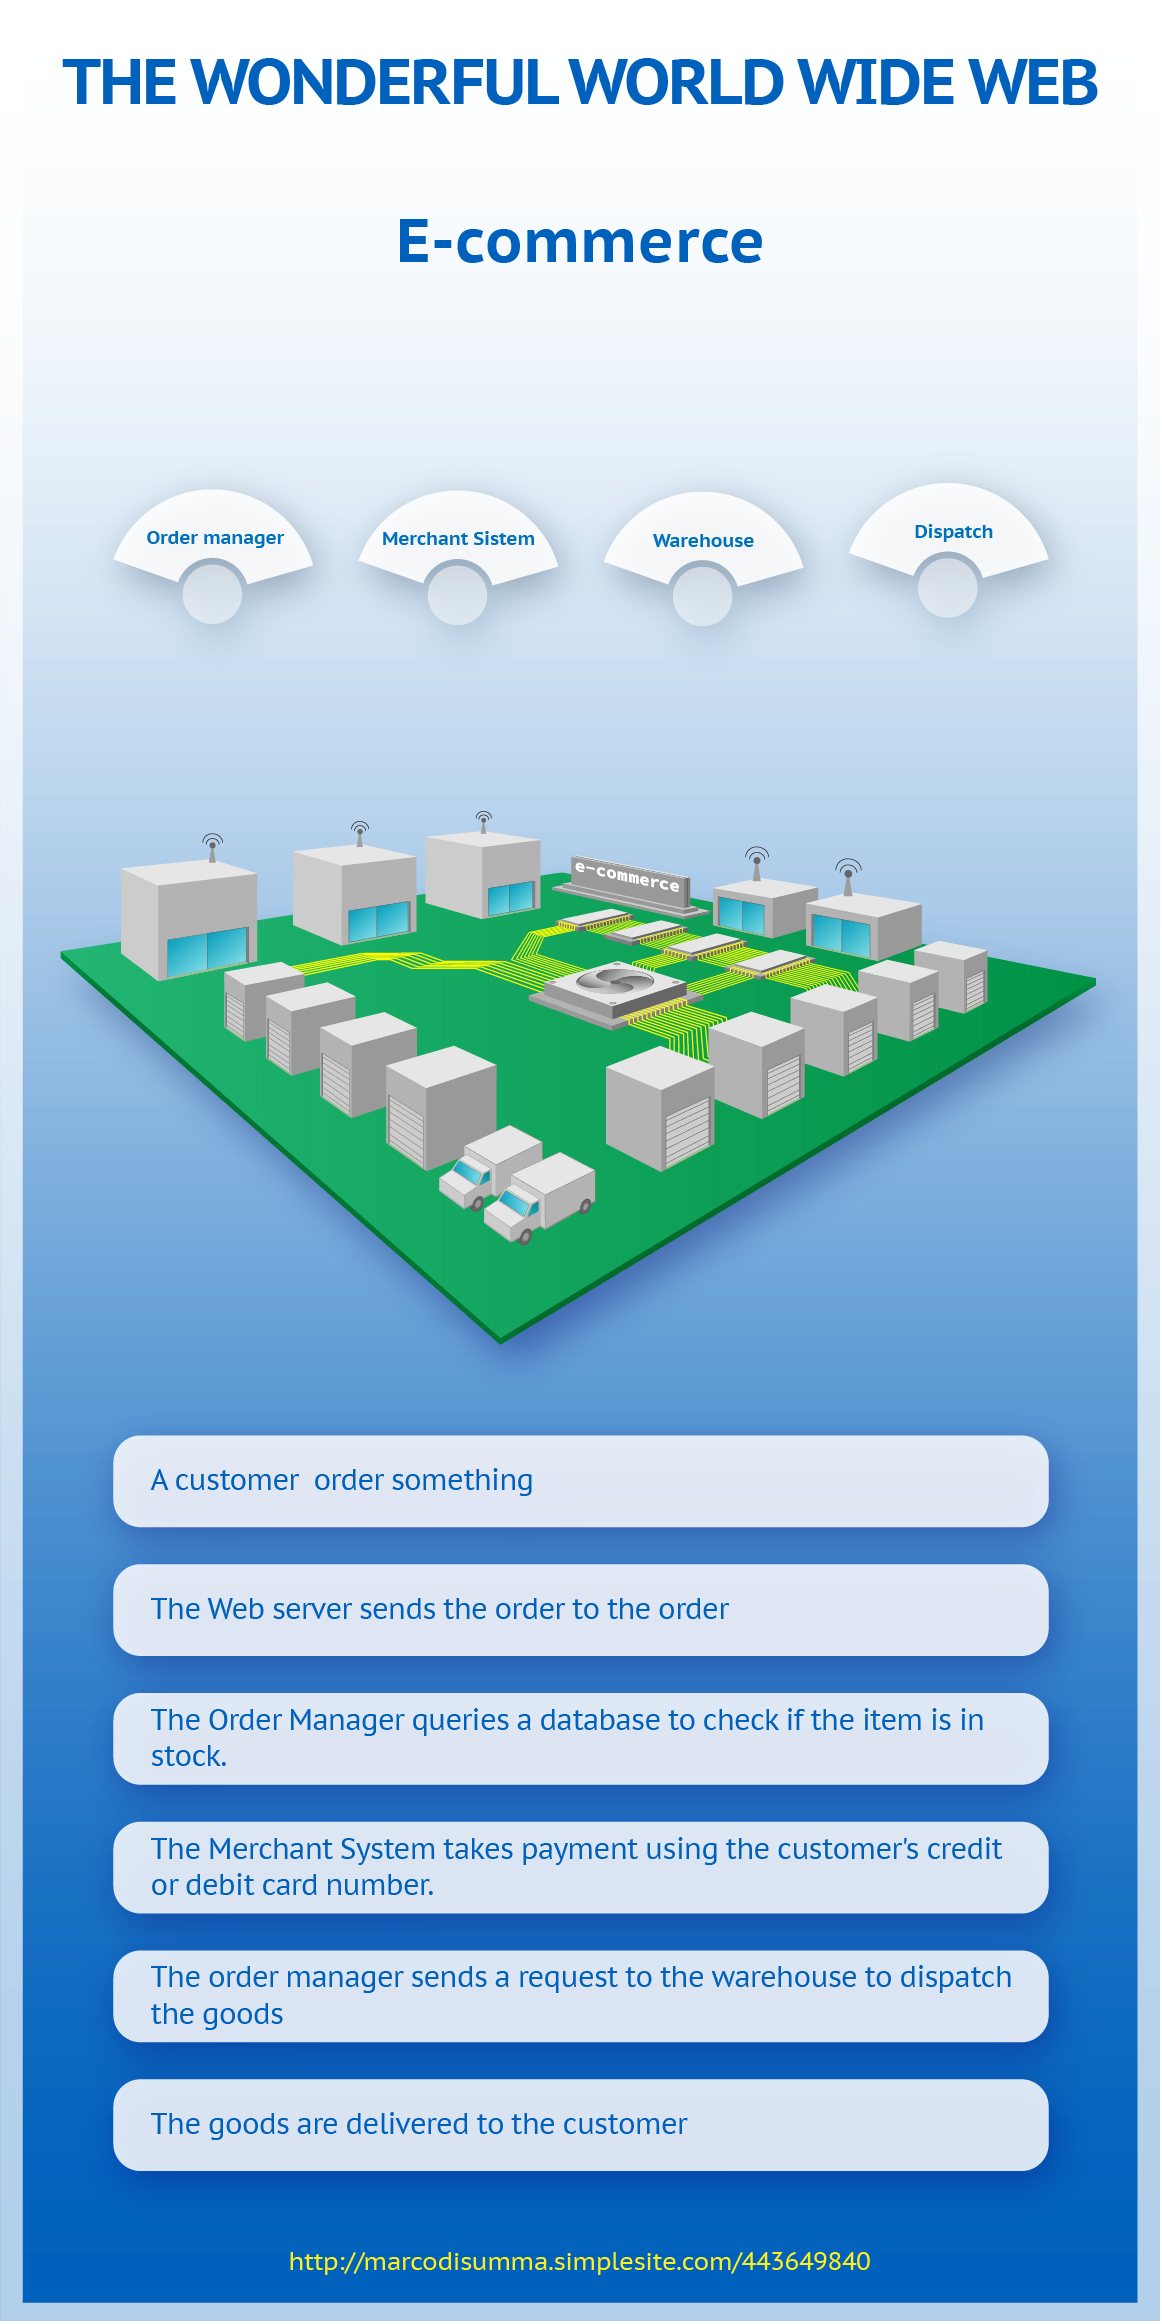 THE WONDERFUL WORLD WIDE WEB
E-commerce
Order manager
Merchant Sistem
Warehouse
Dispatch
e-commerce
A customer  order something
The Web server sends the order to the order
The Order Manager queries a database to check if the item is in
stock.
The Merchant System takes payment using the customer's credit
or debit card number.
The order manager sends a request to the warehouse to dispatch
the goods
The goods are delivered to the customer
http://marcodisumma.simplesite.com/443649840